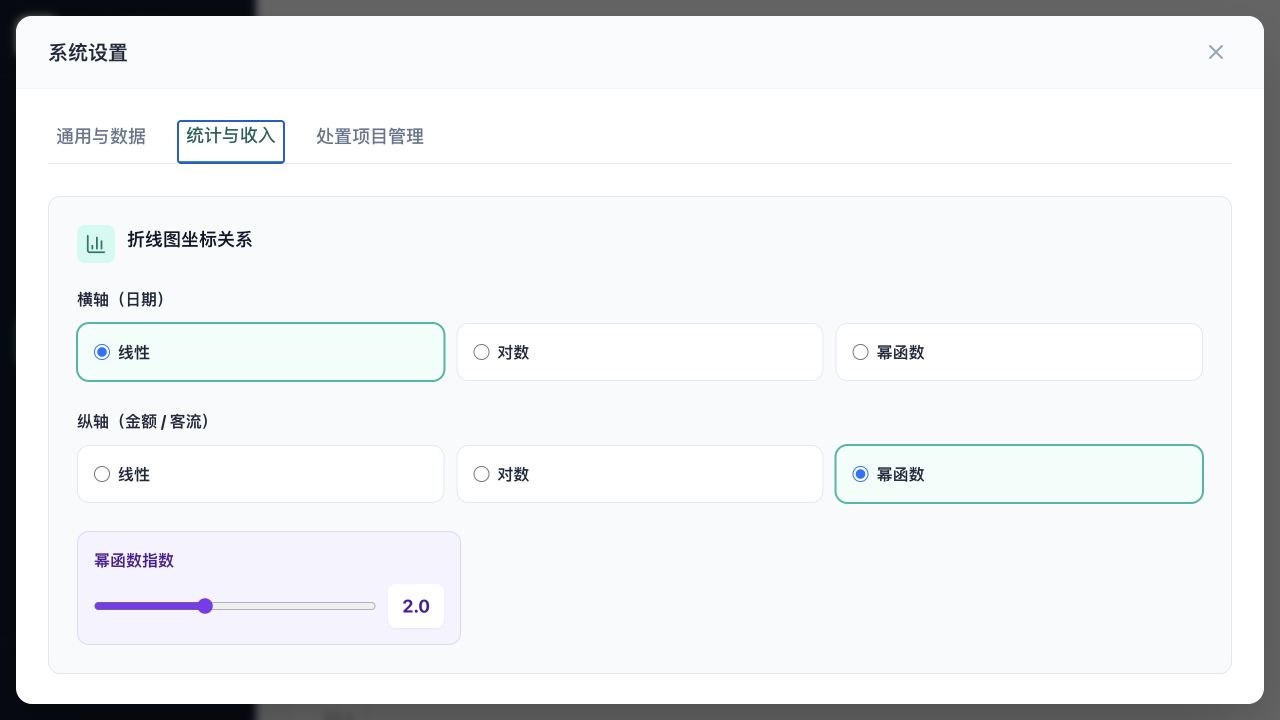 系统设置
通用与数据 统计与收入 处置项目管理
折线图坐标关系
横轴（日期）
线性 对数 幂函数
纵轴（金额 / 客流）
线性 对数 幂函数
幂函数指数
2.0